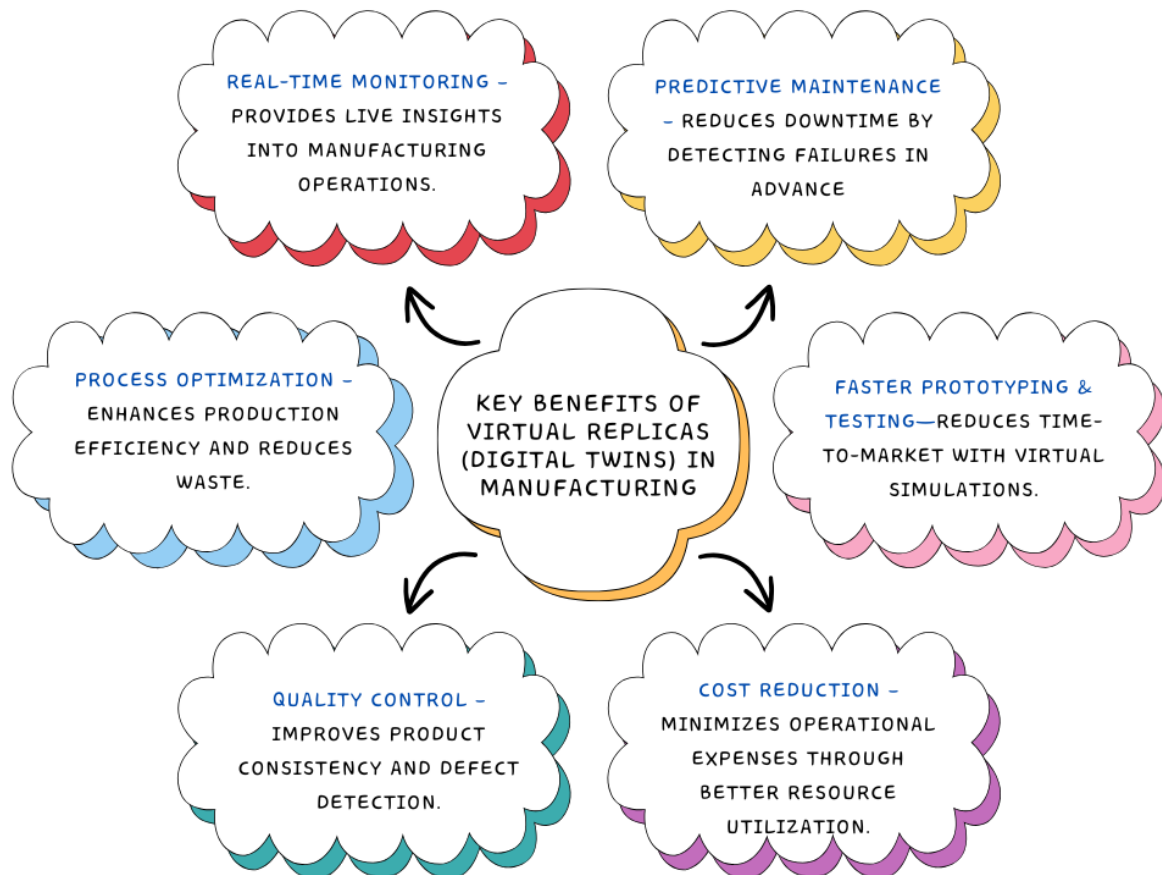 REAL-TIME MONITORING –
PROVIDES LIVE INSIGHTS
INTO MANUFACTURING
OPERATIONS.
PREDICTIVE MAINTENANCE
– REDUCES DOWNTIME BY
DETECTING FAILURES IN
ADVANCE
PROCESS OPTIMIZATION –
ENHANCES PRODUCTION
EFFICIENCY AND REDUCES
WASTE.
KEY BENEFITS OF
VIRTUAL REPLICAS
(DIGITAL TWINS) IN
MANUFACTURING
FASTER PROTOTYPING &
TESTING—REDUCES TIME-
TO-MARKET WITH VIRTUAL
SIMULATIONS.
QUALITY CONTROL –
IMPROVES PRODUCT
CONSISTENCY AND DEFECT
DETECTION.
COST REDUCTION –
MINIMIZES OPERATIONAL
EXPENSES THROUGH
BETTER RESOURCE
UTILIZATION.